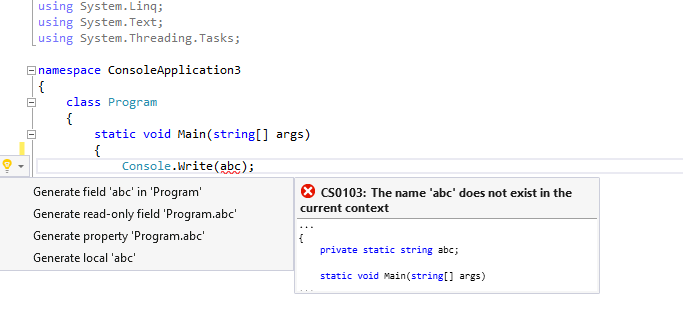 using System.Linq;
using System.Text;
using System.Threading.Tasks;
namespace ConsoleApplication3
{
class Program
{
static void Main(string[] args)
{
Console.Write(abc);
Generate field 'abc' in 'Program'
Generate read-only field 'Program.abc'
Generate property 'Program.abc'
Generate local 'abc'
CS0103: The name 'abc' does not exist in the
current context
...
{
private static string abc;
static void Main(string[] args)
...